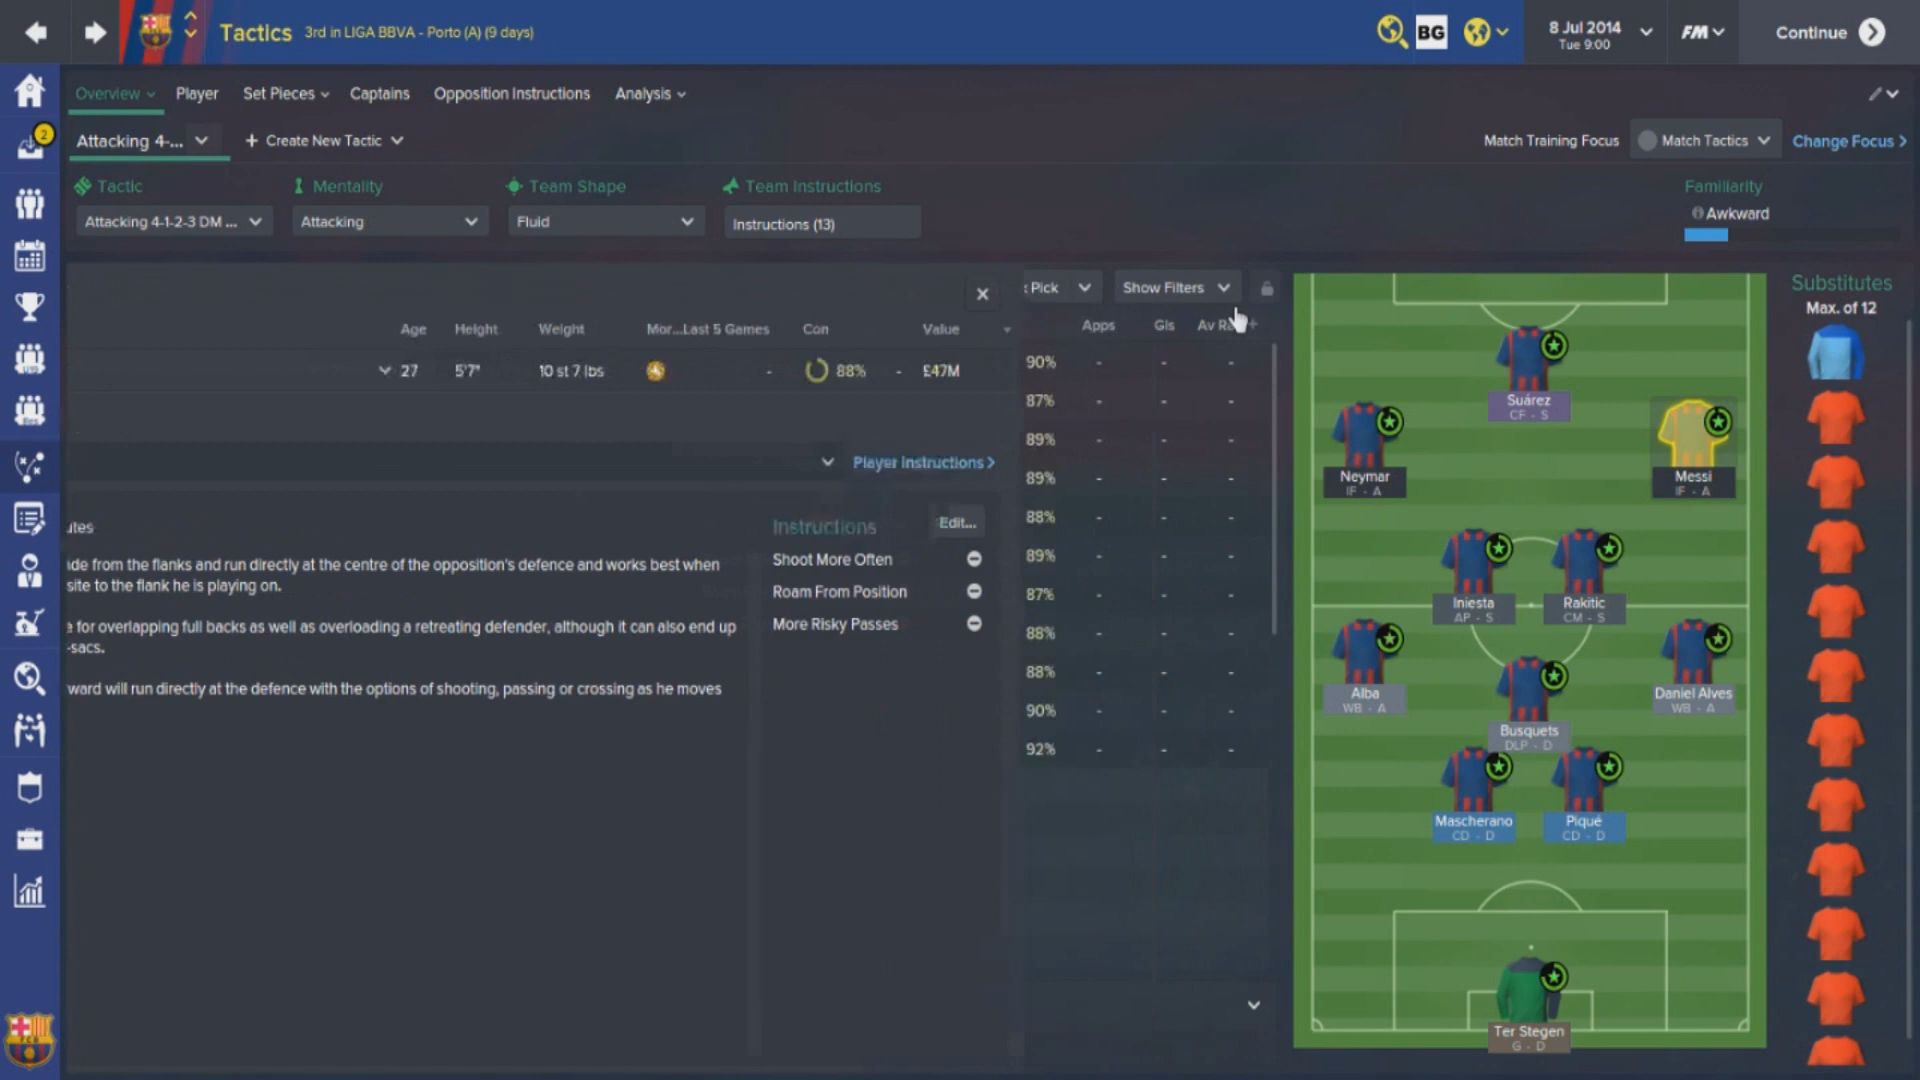 Tactics 3rd in LIGA BBVA - Porto (A) (9 days)
BG
8 Jul 2014
Tue 9:00
FM
Continue
Overview Player Set Pieces Captains Opposition Instructions Analysis
2
Attacking 4-... + Create New Tactic
Match Training Focus Match Tactics Change Focus >
Tactic Mentality Team Shape Team Instructions Familiarity
Attacking 4-1-2-3 DM ... Attacking Fluid Instructions (13)
Awkward
Pick Show Filters
Substitutes
Max. of 12
Age Height Weight Mor...Last 5 Games Con Value
Apps Gls Av
27 5'7" 10 st 7 lbs - 88% - £47M
90% - - -
87% - - -
89% - - -
89% - - -
88% - - -
89% - - -
87% - - -
88% - - -
88% - - -
90% - - -
92% - - -
Player Instructions >
Instructions Edit...
Shoot More Often
Roam From Position
More Risky Passes
from the flanks and run directly at the centre of the opposition's defence and works best when
to the flank he is playing on.
for overlapping full backs as well as overloading a retreating defender, although it can also end up
-sacs.
will run directly at the defence with the options of shooting, passing or crossing as he moves
Suárez
CF - S
Neymar
IF - A
Messi
IF - A
Iniesta
AP - S
Rakitic
CM - S
Alba
WB - A
Daniel Alves
WB - A
Busquets
DLP - D
Mascherano
CD - D
Piqué
CD - D
Ter Stegen
G - D